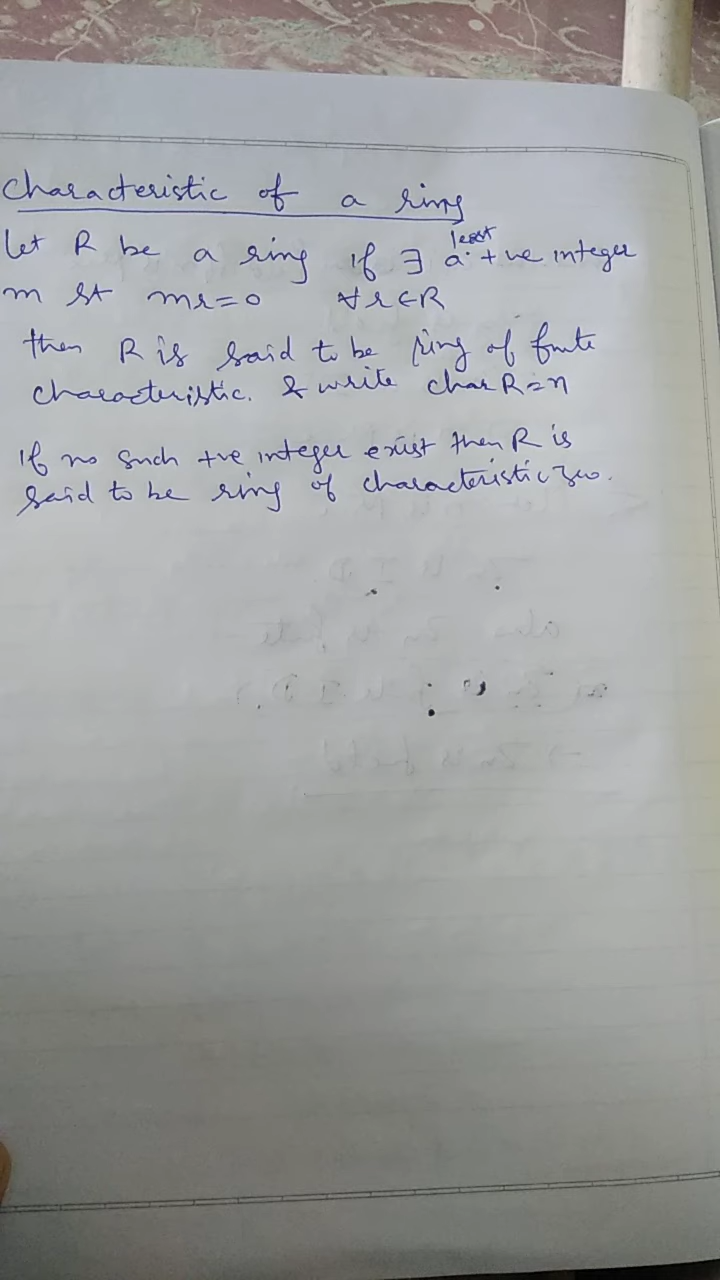 Characteristic of a ring
Let R be a ring if ∃ a least +ve integer
m st mr=0 ∀r∈R
then R is said to be ring of finite
characteristic. & write char R=n
If no such +ve integer exist then R is
said to be ring of characteristic zero.